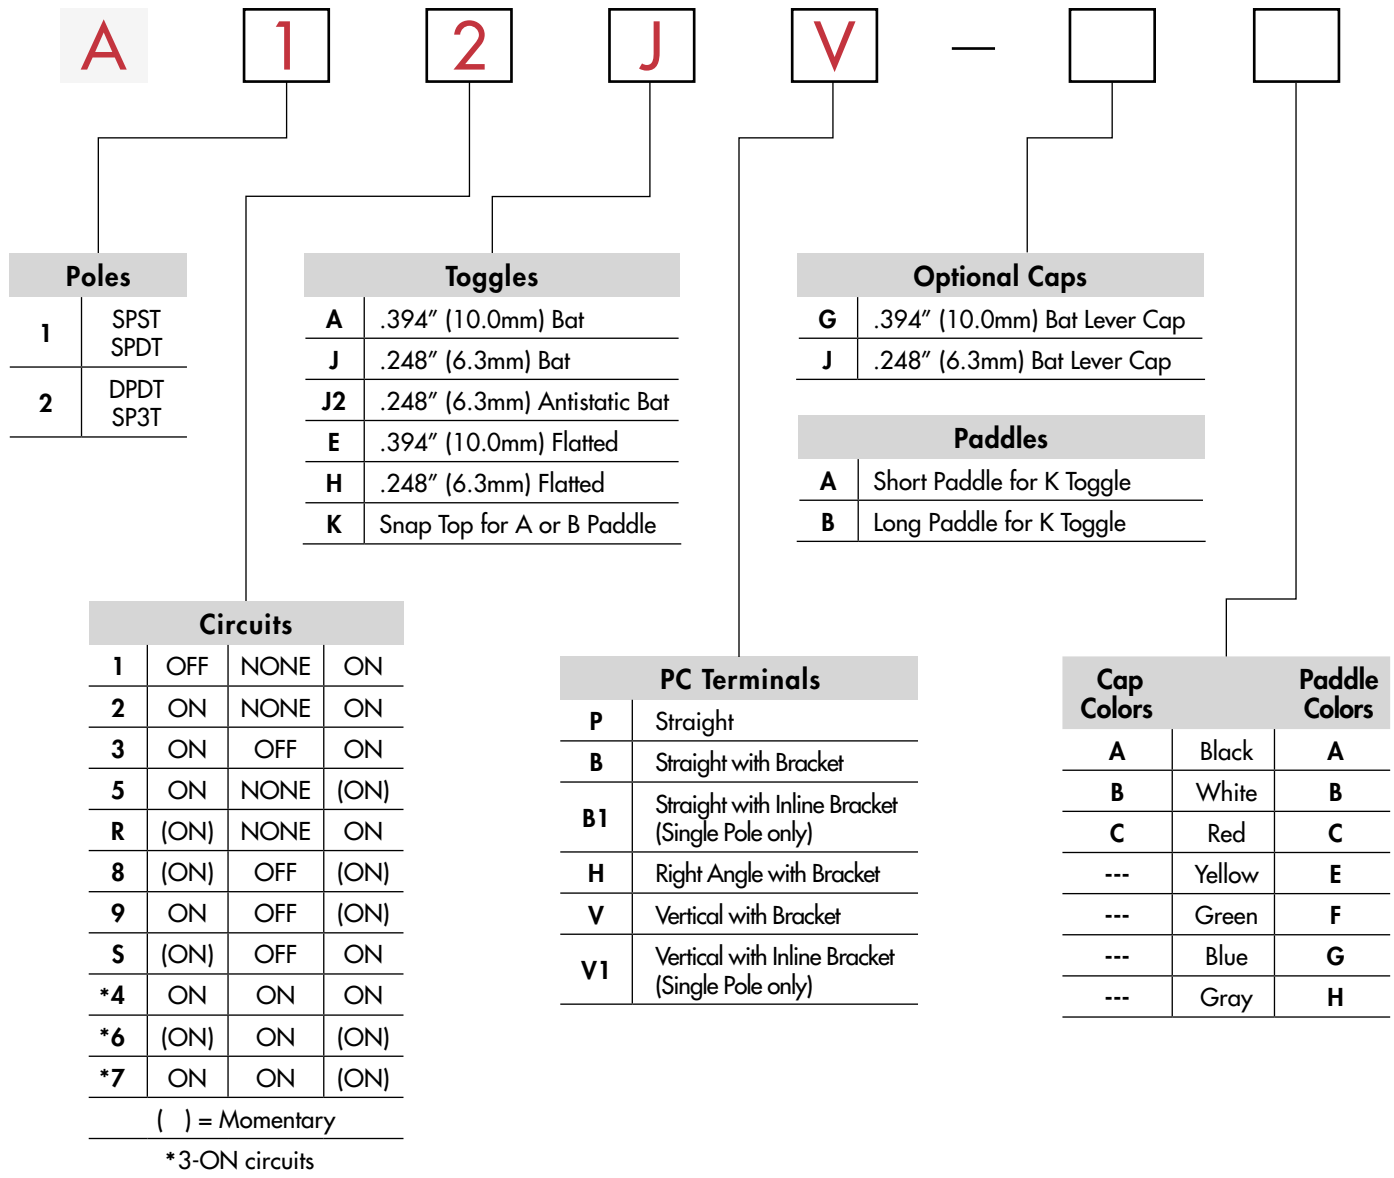 A 1 2 J V —
Poles
1 SPST SPDT
2 DPDT SP3T
Toggles
A .394" (10.0mm) Bat
J .248" (6.3mm) Bat
J2 .248" (6.3mm) Antistatic Bat
E .394" (10.0mm) Flatted
H .248" (6.3mm) Flatted
K Snap Top for A or B Paddle
Optional Caps
G .394" (10.0mm) Bat Lever Cap
J .248" (6.3mm) Bat Lever Cap
Paddles
A Short Paddle for K Toggle
B Long Paddle for K Toggle
Circuits
1 OFF NONE ON
2 ON NONE ON
3 ON OFF ON
5 ON NONE (ON)
R (ON) NONE ON
8 (ON) OFF (ON)
9 ON OFF (ON)
S (ON) OFF ON
*4 ON ON ON
*6 (ON) ON (ON)
*7 ON ON (ON)
( ) = Momentary
*3-ON circuits
PC Terminals
P Straight
B Straight with Bracket
B1 Straight with Inline Bracket
(Single Pole only)
H Right Angle with Bracket
V Vertical with Bracket
V1 Vertical with Inline Bracket
(Single Pole only)
Cap Colors Paddle Colors
A Black A
B White B
C Red C
--- Yellow E
--- Green F
--- Blue G
--- Gray H